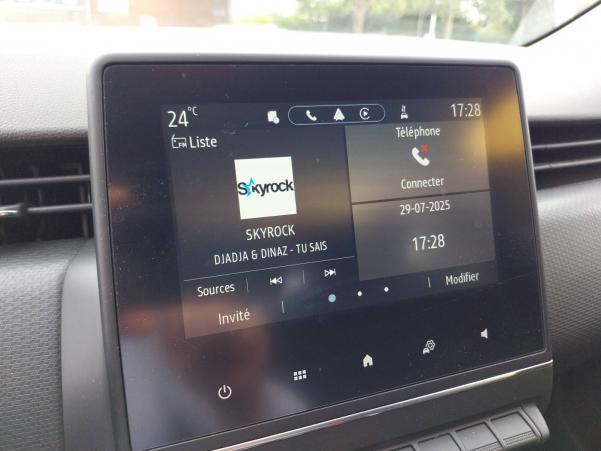 24°C
17:28
FM Liste
Skyrock
SKYROCK
DJADJA & DINAZ - TU SAIS
Téléphone
Connecter
29-07-2025
17:28
Sources
Modifier
Invité